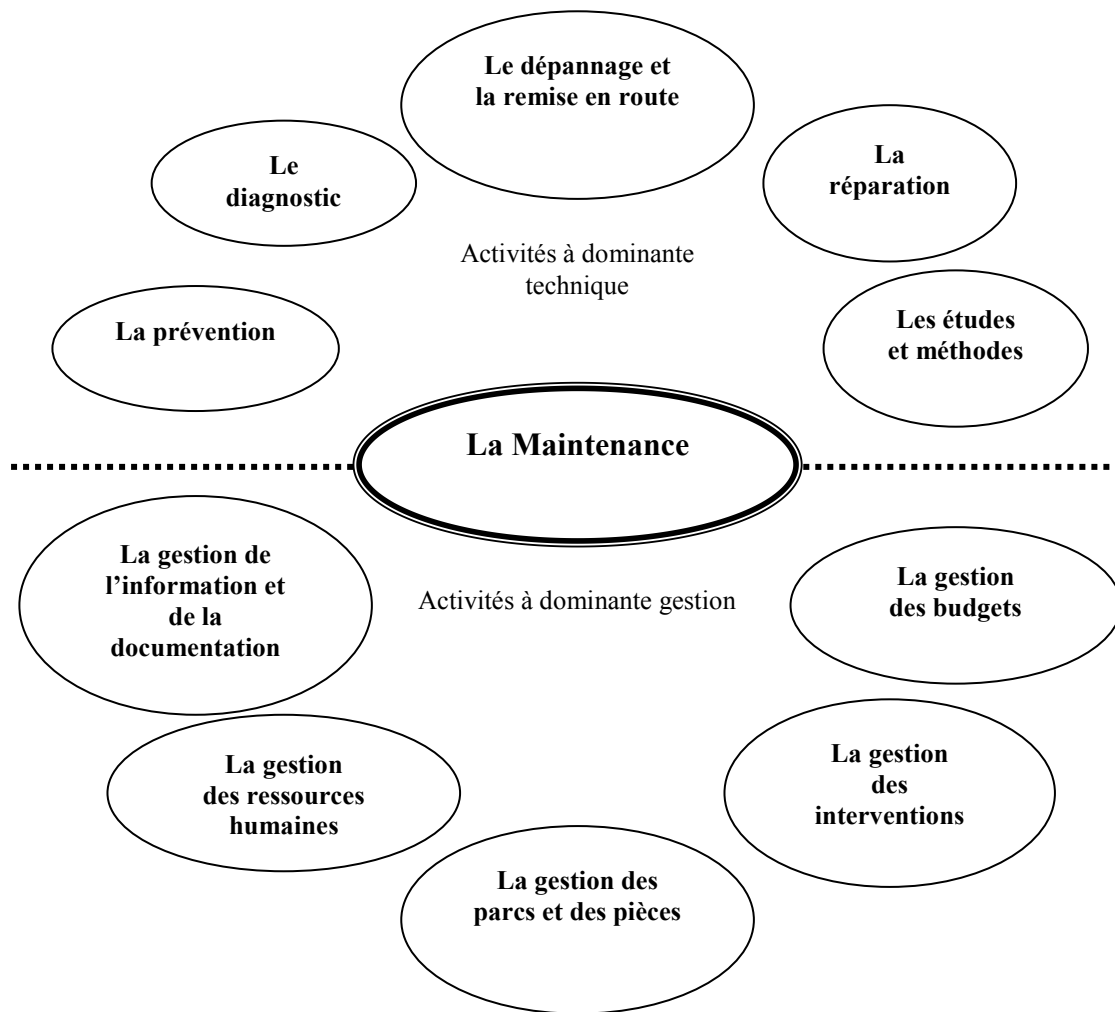 Le dépannage et
la remise en route
Le
diagnostic
La
réparation
Activités à dominante
technique
La prévention
Les études
et méthodes
La Maintenance
La gestion de
l’information et
de la
documentation
Activités à dominante gestion
La gestion
des budgets
La gestion
des ressources
humaines
La gestion
des
interventions
La gestion des
parcs et des pièces